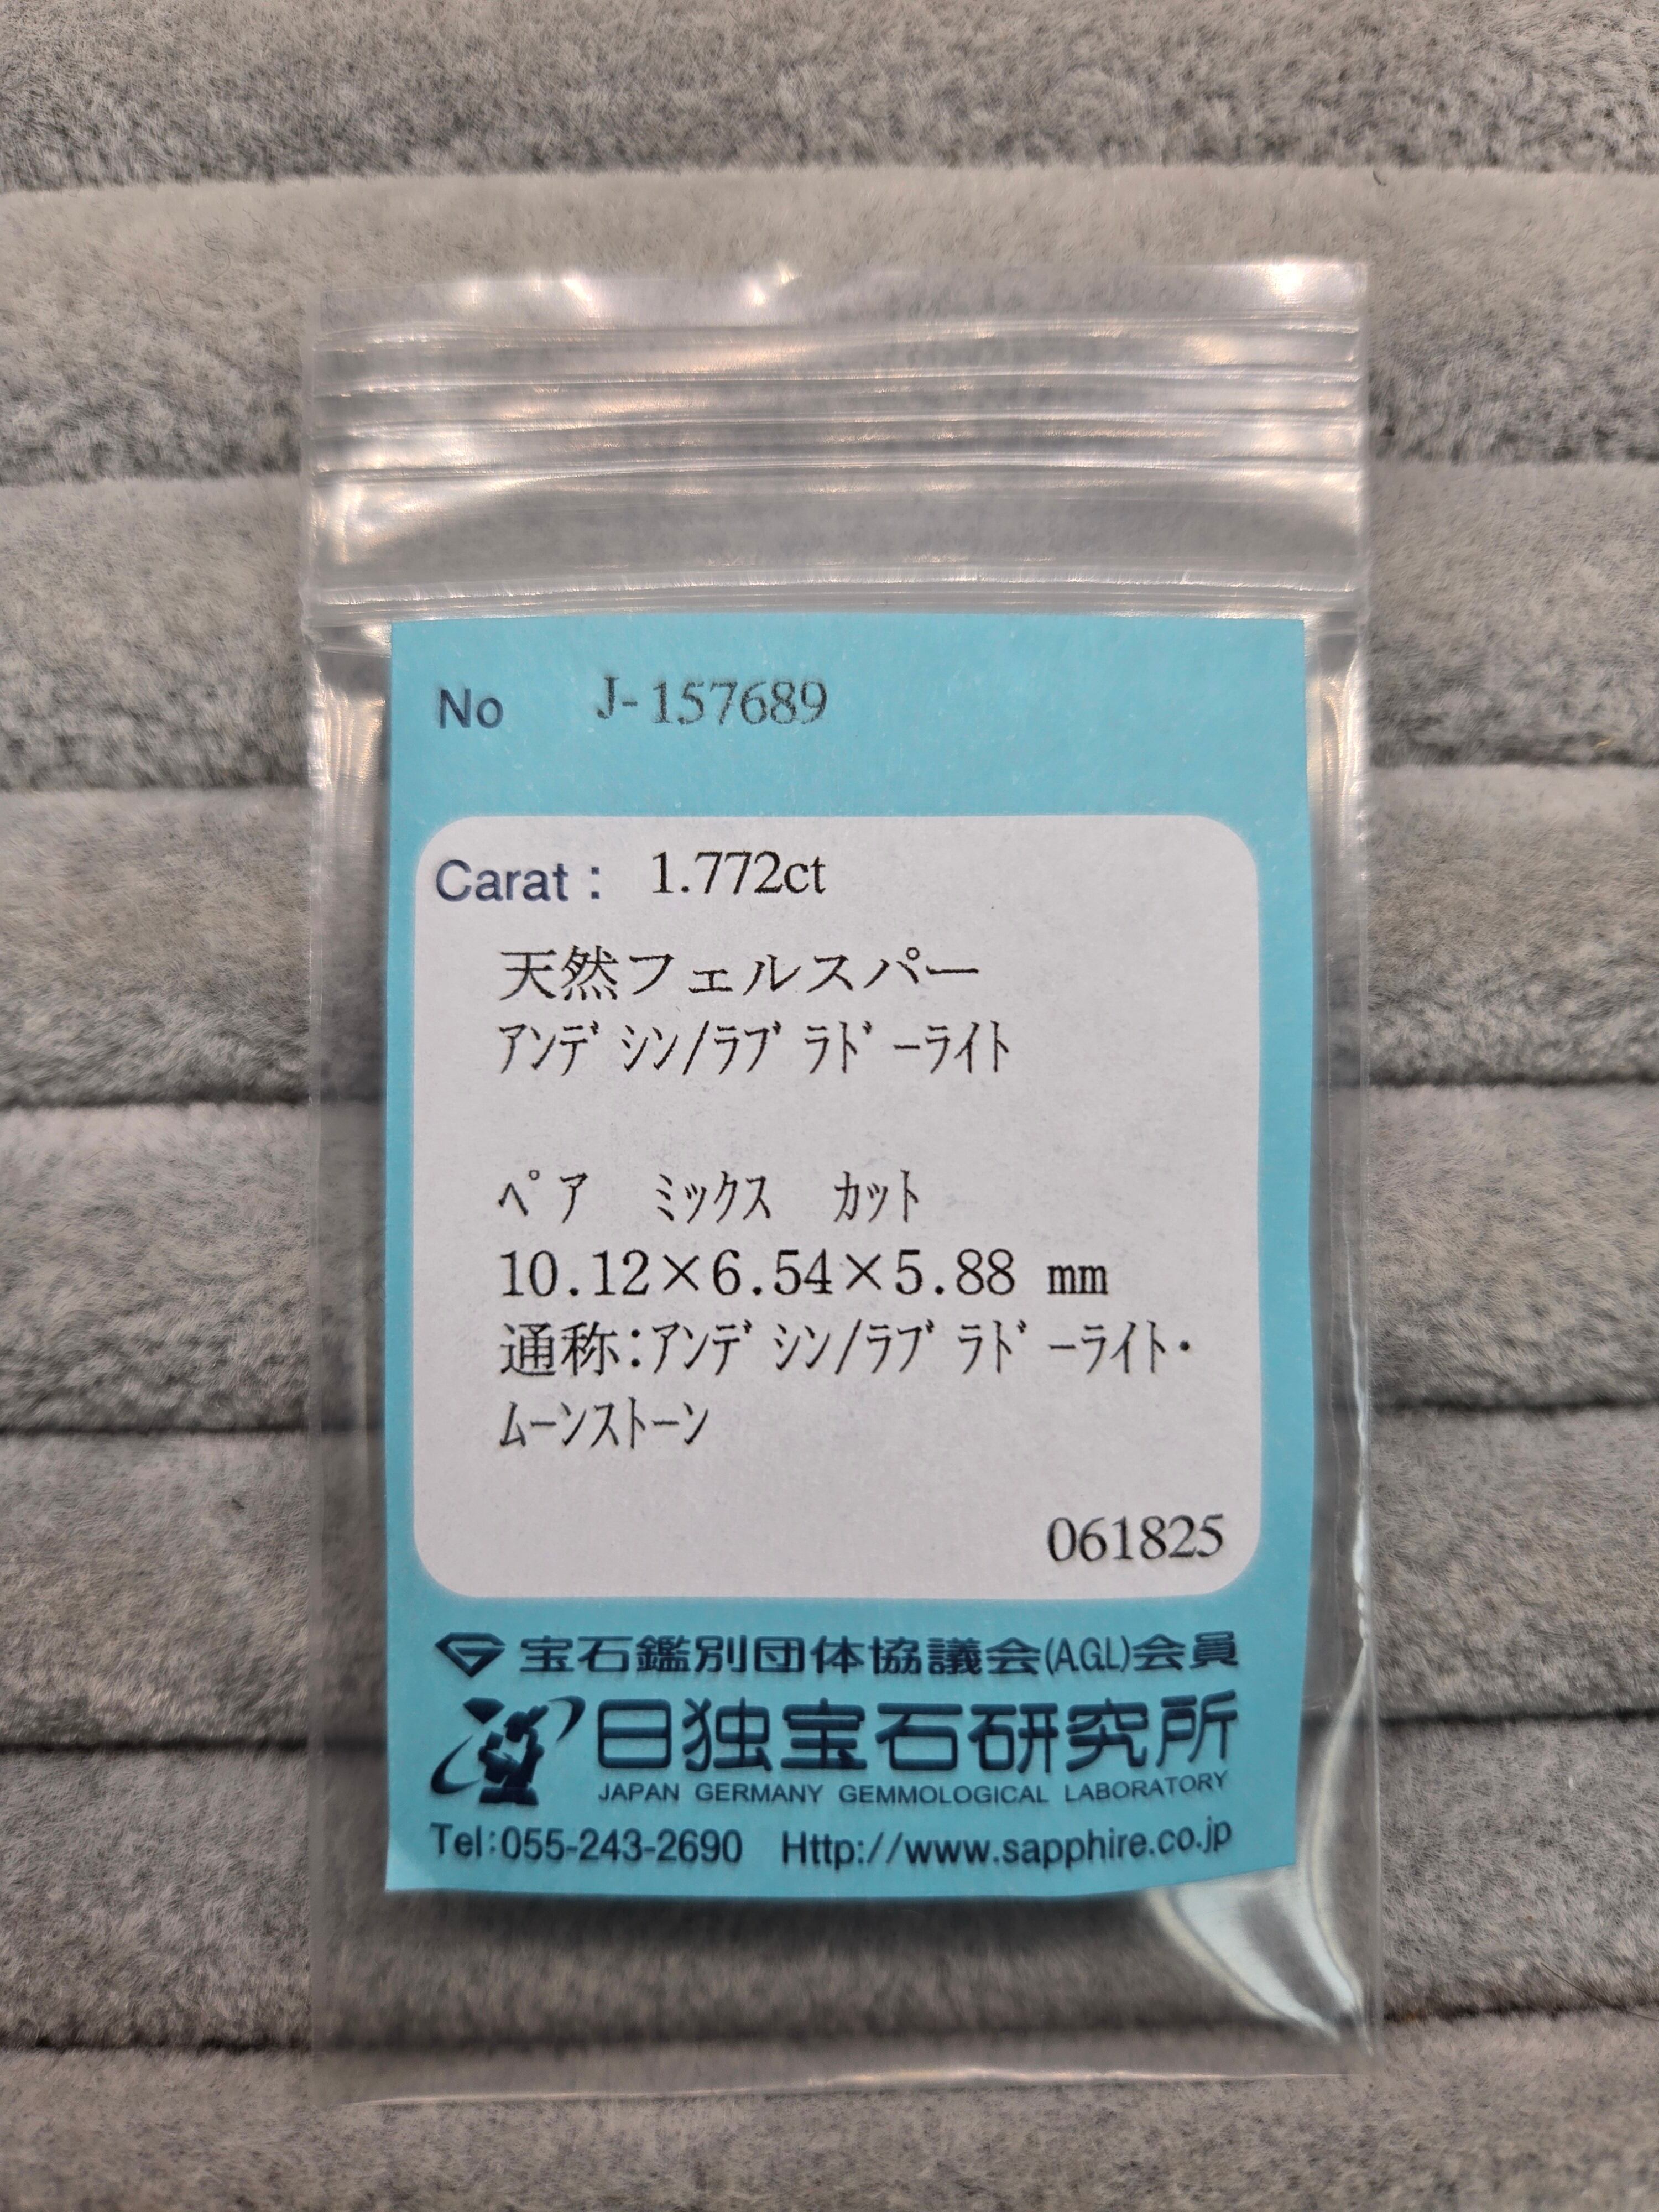 No J-157689
Carat : 1.772ct
天然フェルスパー
ｱﾝﾃﾞｼﾝ/ﾗﾌﾞﾗﾄﾞｰﾗｲﾄ
ﾍﾟｱ ﾐｯｸｽ ｶｯﾄ
10.12×6.54×5.88 mm
通称:ｱﾝﾃﾞｼﾝ/ﾗﾌﾞﾗﾄﾞｰﾗｲﾄ・
ﾑｰﾝｽﾄｰﾝ
061825
宝石鑑別団体協議会(AGL)会員
日独宝石研究所
JAPAN GERMANY GEMMOLOGICAL LABORATORY
Tel:055-243-2690 Http://www.sapphire.co.jp